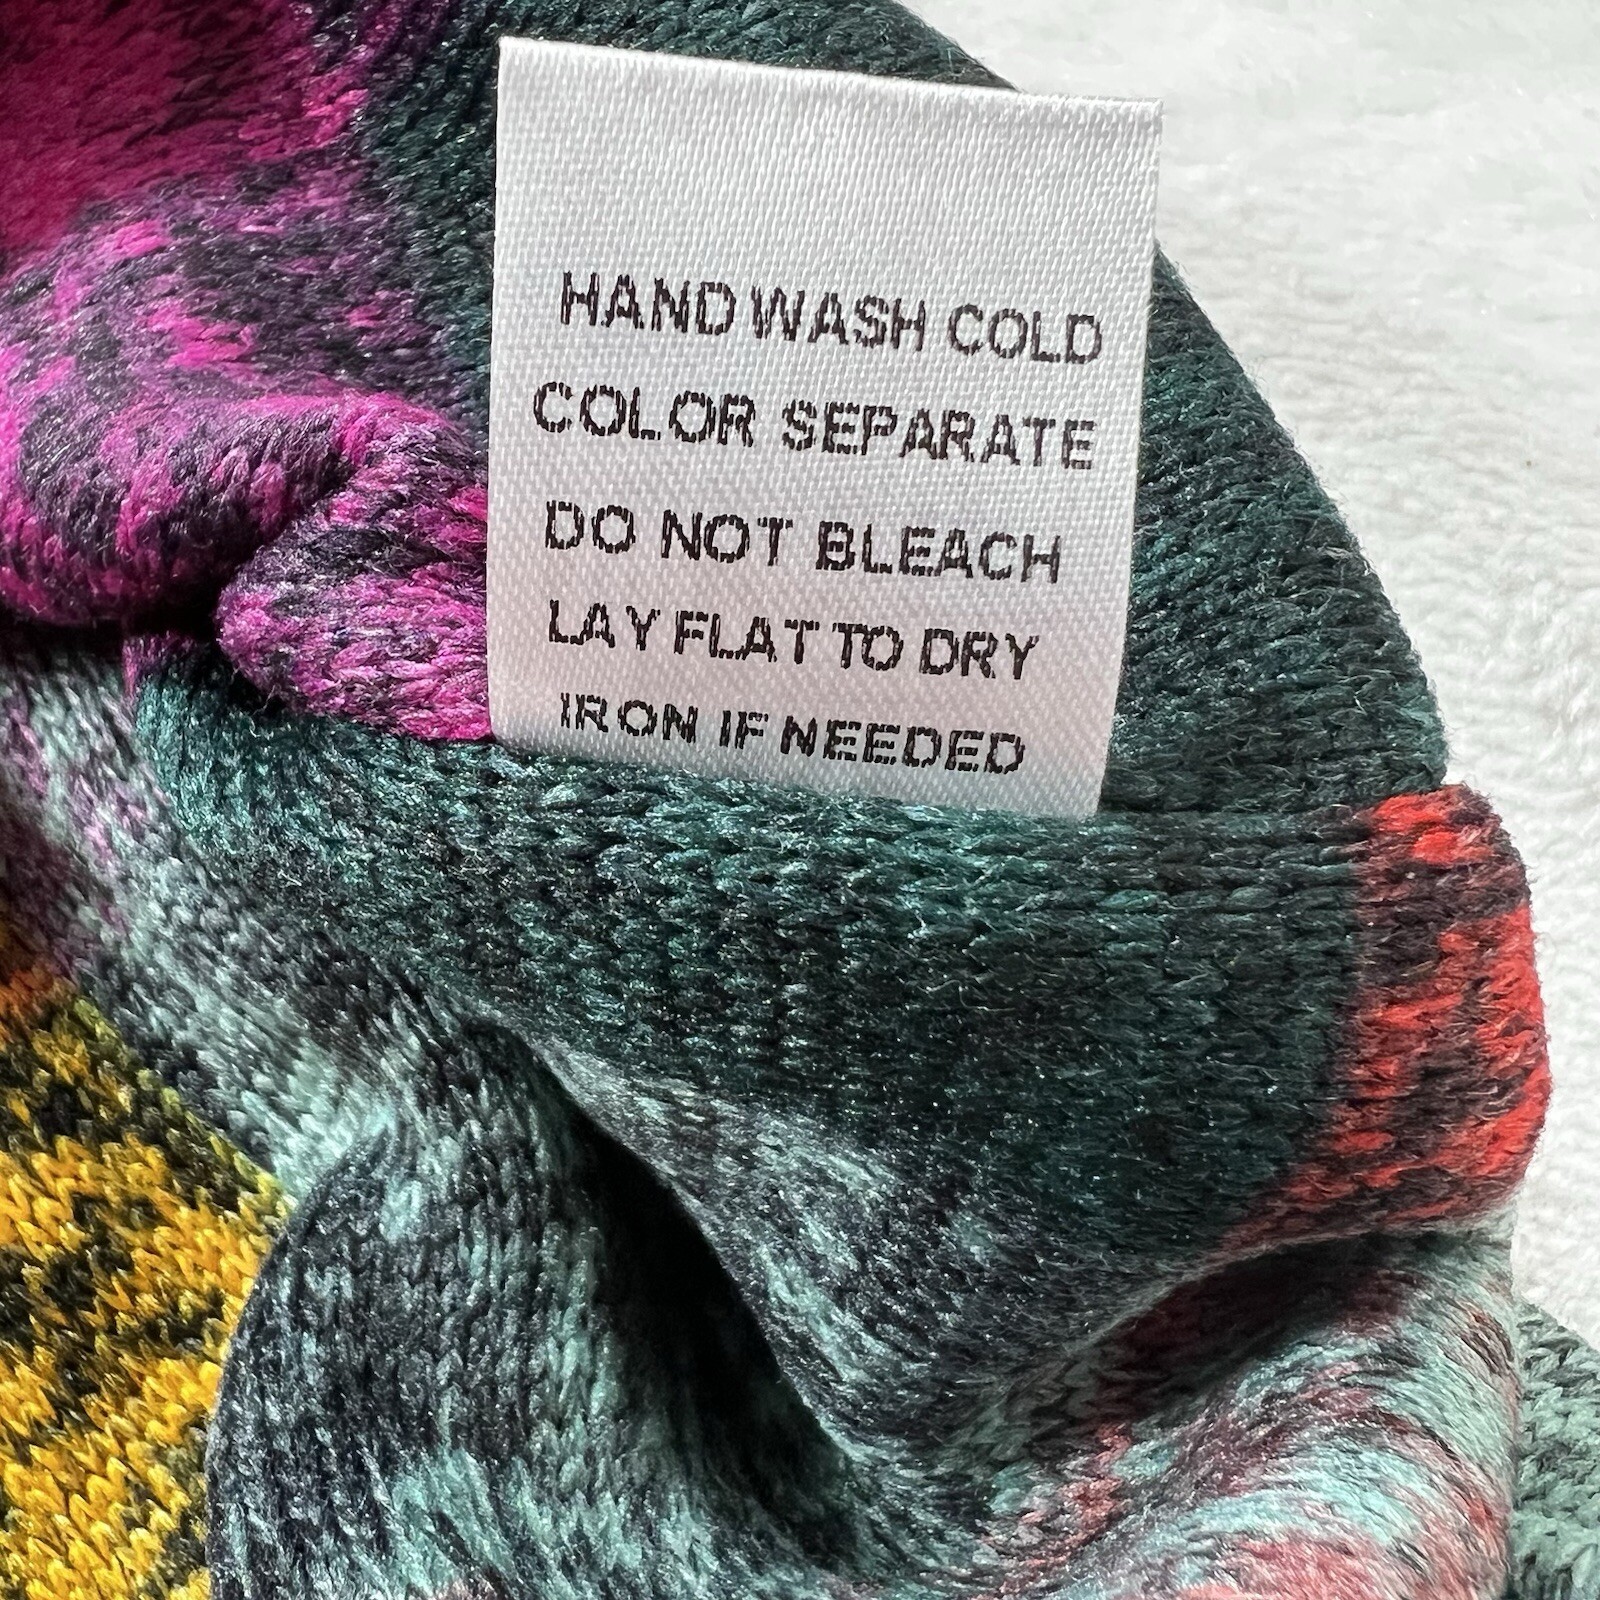 HAND WASH COLD
COLOR SEPARATE
DO NOT BLEACH
LAY FLAT TO DRY
IRON IF NEEDED